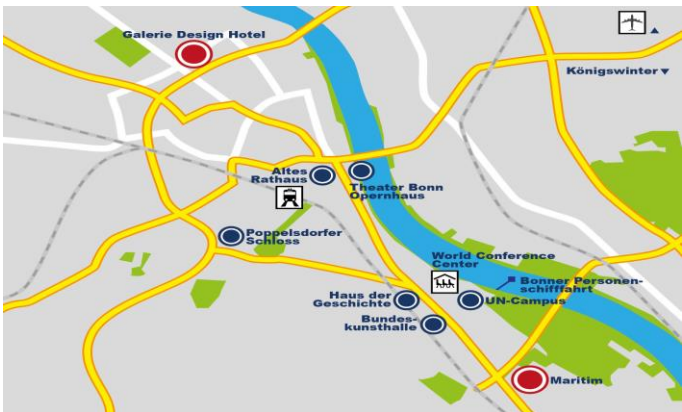 Galerie Design Hotel
Königswinter
Altes
Rathaus
Theater Bonn
Opernhaus
Poppelsdorfer
Schloss
World Conference
Center
Bonner Personen-
schifffahrt
Haus der
Geschichte
UN-Campus
Bundes-
kunsthalle
Maritim